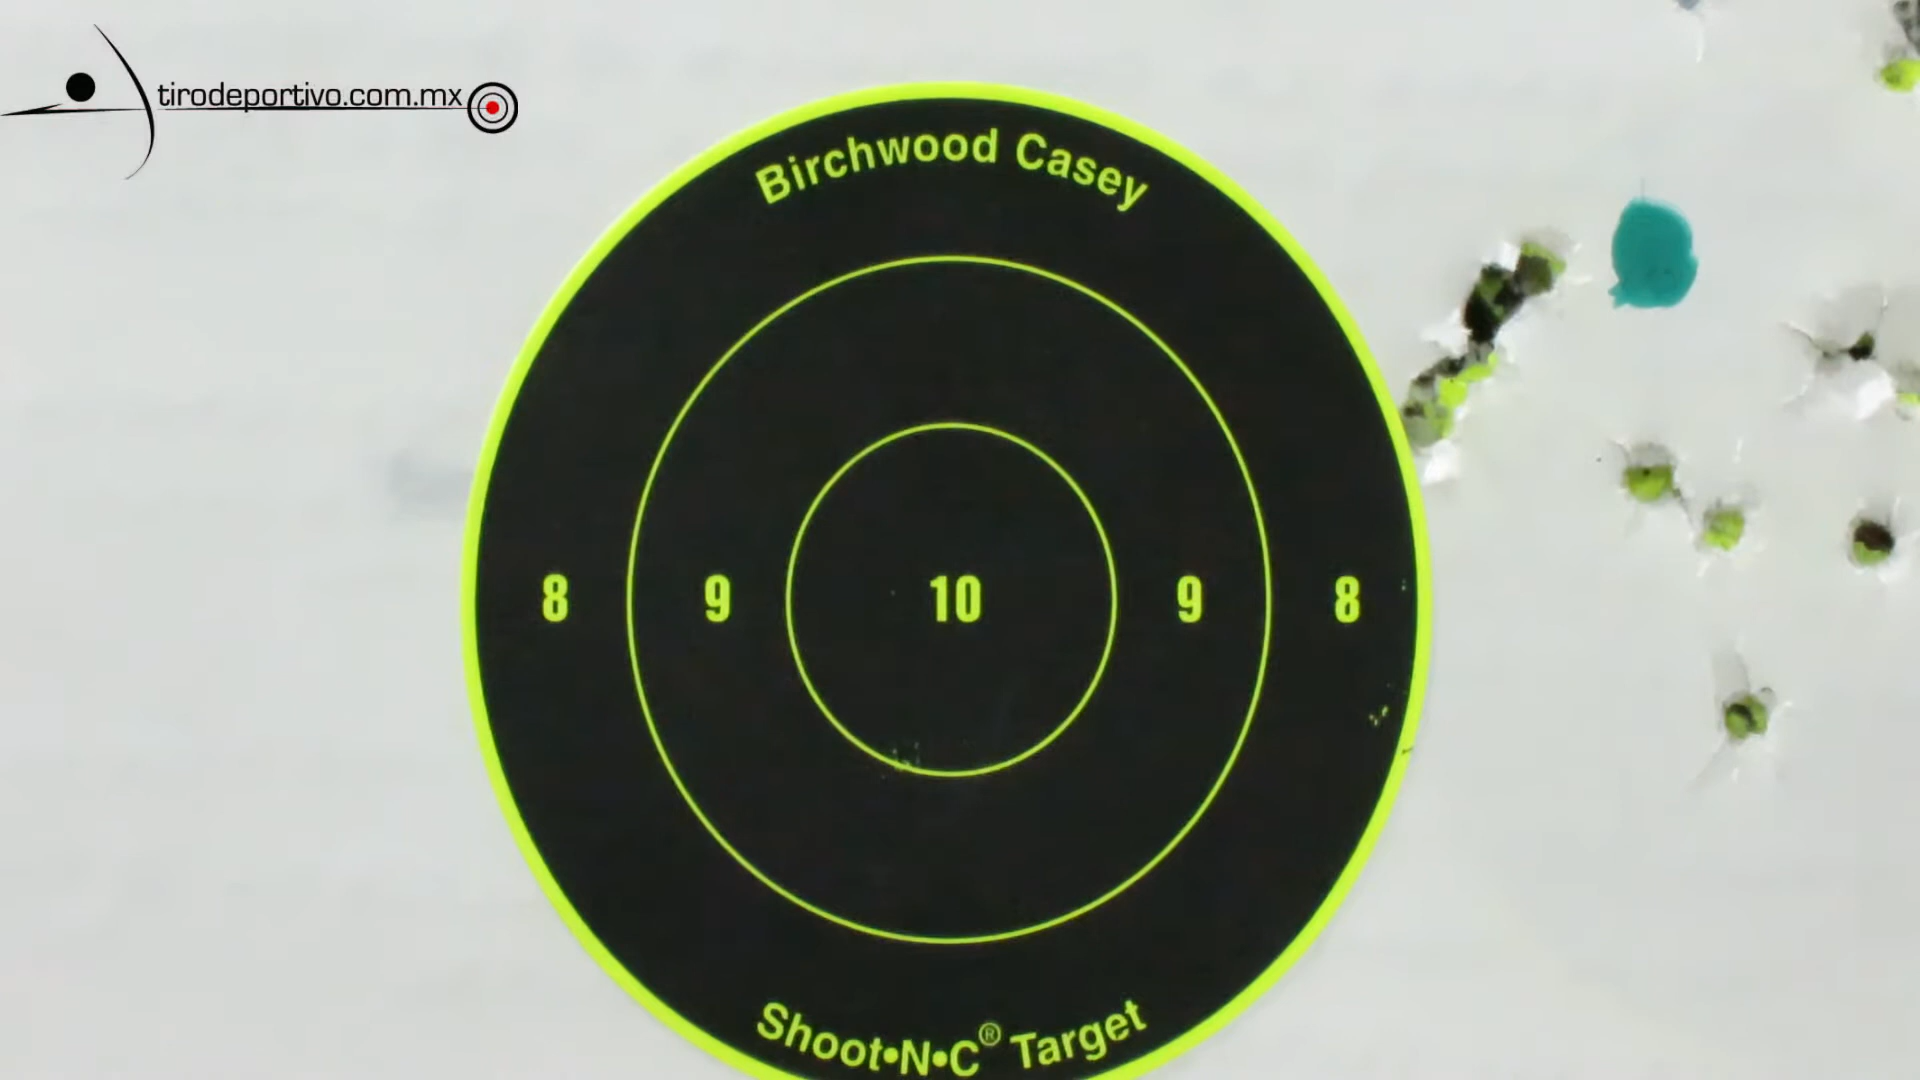 tirodeportivo.com.mx
Birchwood Casey
8 9 10 9 8
Shoot•N•C® Target